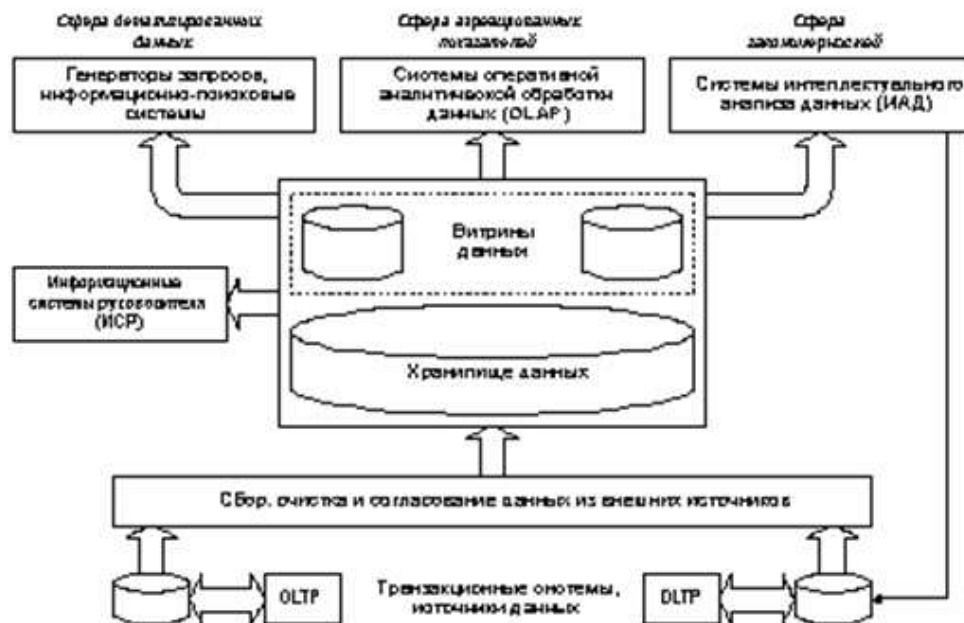 Сфера детализированных
данных
Сфера агрегированных
показателей
Сфера
закономерностей
Генераторы запросов,
информационно-поисковые
системы
Системы оперативной
аналитической обработки
данных (OLAP)
Системы интеллектуального
анализа данных (ИАД)
Витрины
данных
Информационные
системы руководителя
(ИСР)
Хранилище данных
Сбор, очистка и согласование данных из внешних источников
OLTP
Транзакционные системы,
источники данных
OLTP